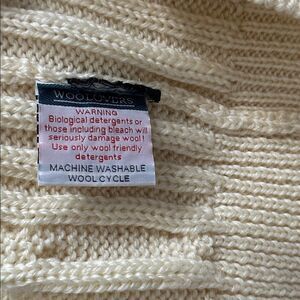 WOOLOVERS
WARNING
Biological detergents or
those including bleach will
seriously damage wool!
Use only wool friendly
detergents
MACHINE WASHABLE
WOOL CYCLE